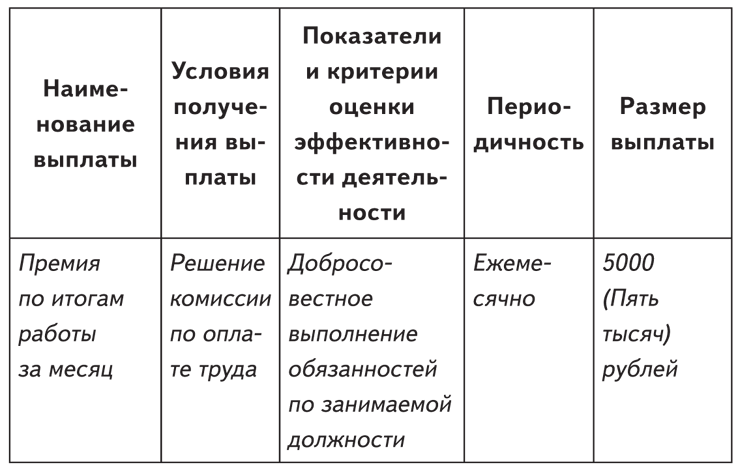 Наиме-
нование
выплаты
Условия
получе-
ния вы-
платы
Показатели
и критерии
оценки
эффективно-
сти деятель-
ности
Перио-
дичность
Размер
выплаты
Премия
по итогам
работы
за месяц
Решение
комиссии
по опла-
те труда
Добросо-
вестное
выполнение
обязанностей
по занимаемой
должности
Ежеме-
сячно
5000
(Пять
тысяч)
рублей